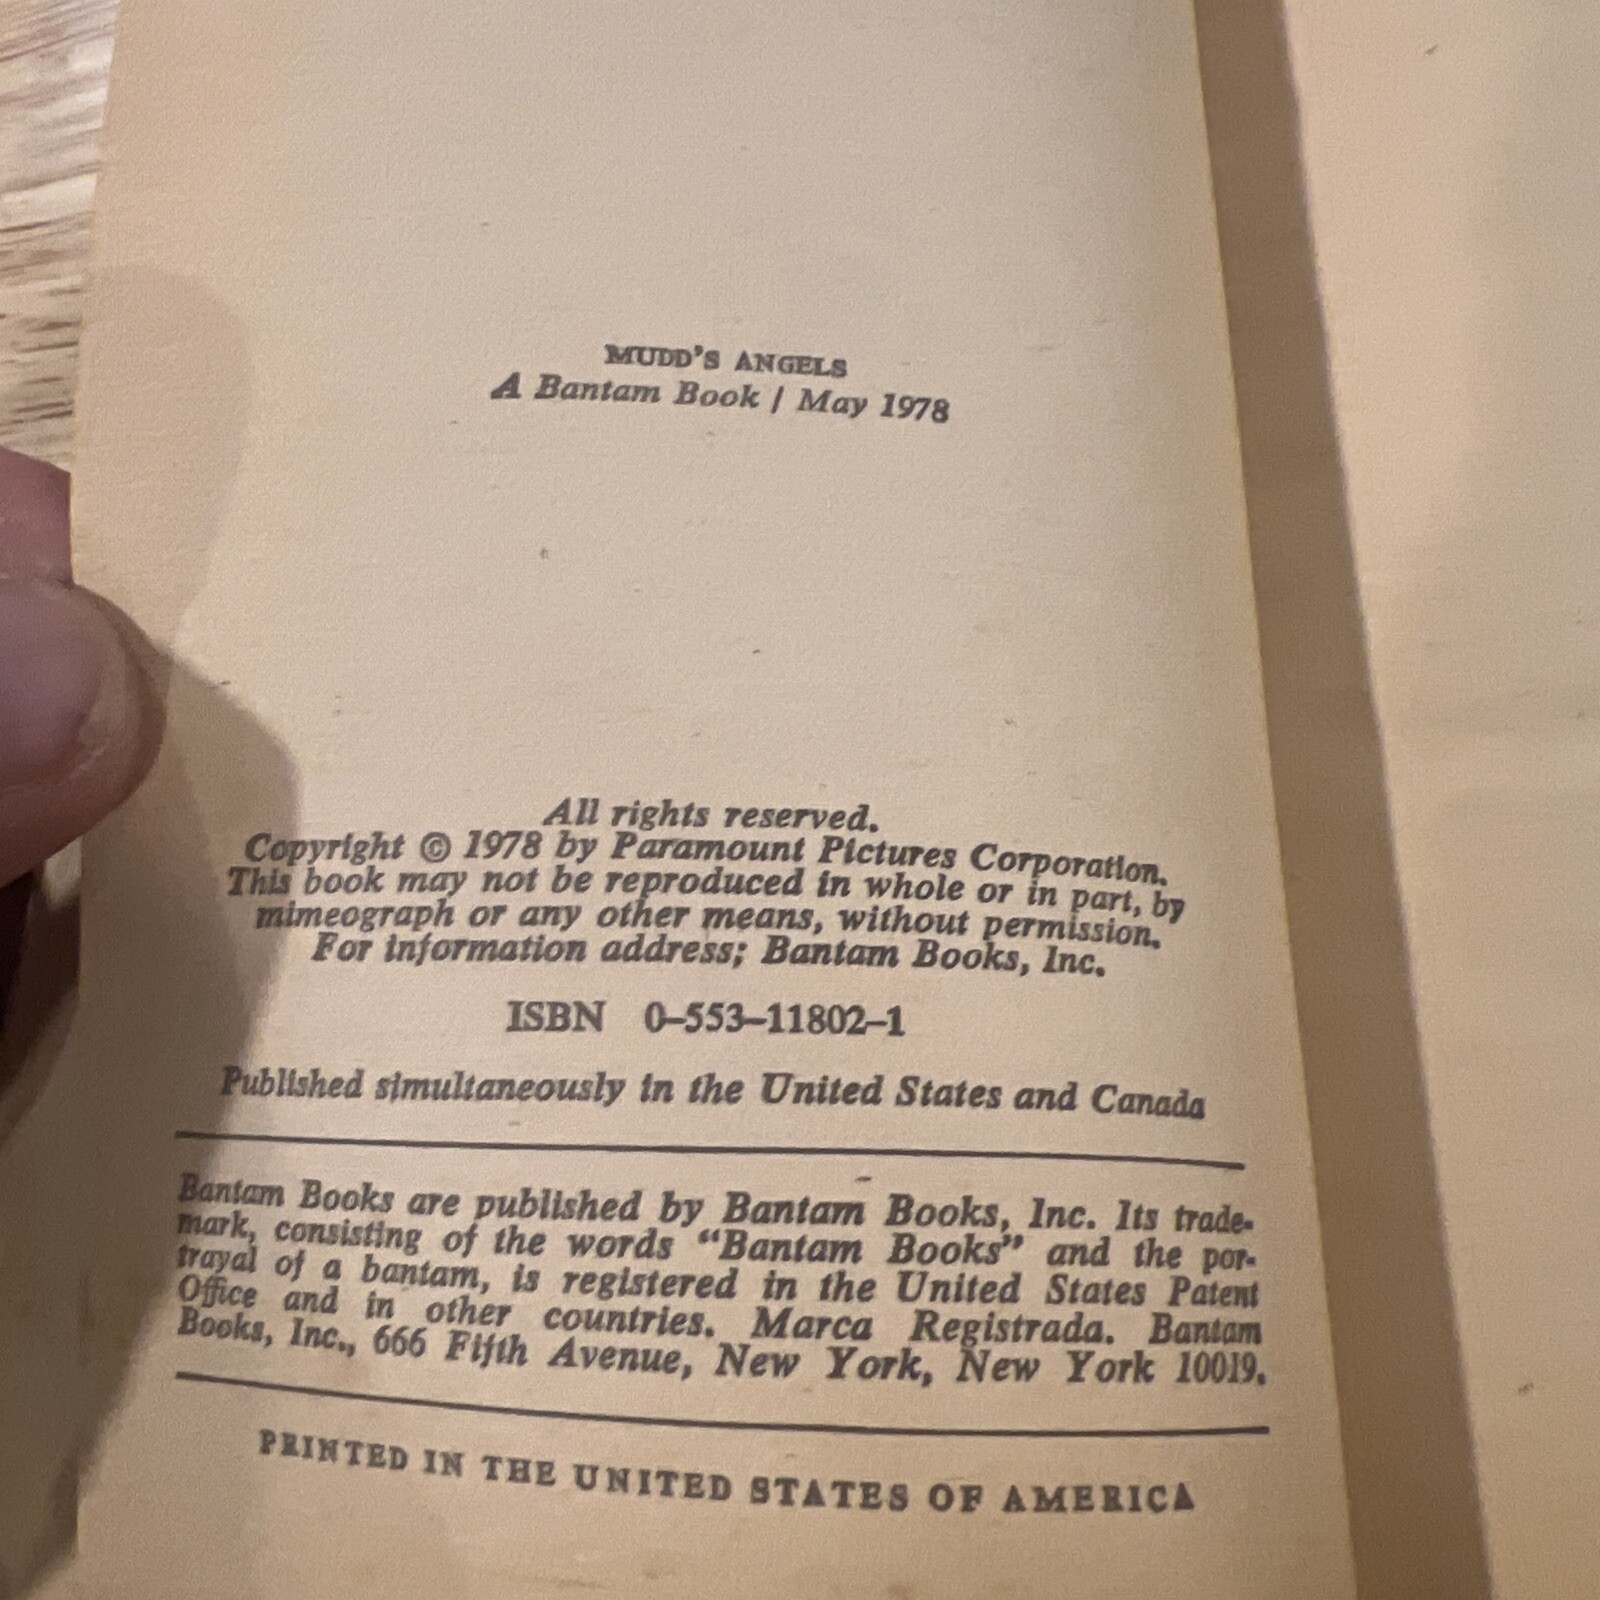 MUDD'S ANGELS
A Bantam Book / May 1978
All rights reserved.
Copyright © 1978 by Paramount Pictures Corporation.
This book may not be reproduced in whole or in part, by
mimeograph or any other means, without permission.
For information address; Bantam Books, Inc.
ISBN 0–553–11802–1
Published simultaneously in the United States and Canada
Bantam Books are published by Bantam Books, Inc. Its trade-
mark, consisting of the words “Bantam Books” and the por-
trayal of a bantam, is registered in the United States Patent
Office and in other countries. Marca Registrada. Bantam
Books, Inc., 666 Fifth Avenue, New York, New York 10019.
PRINTED IN THE UNITED STATES OF AMERICA